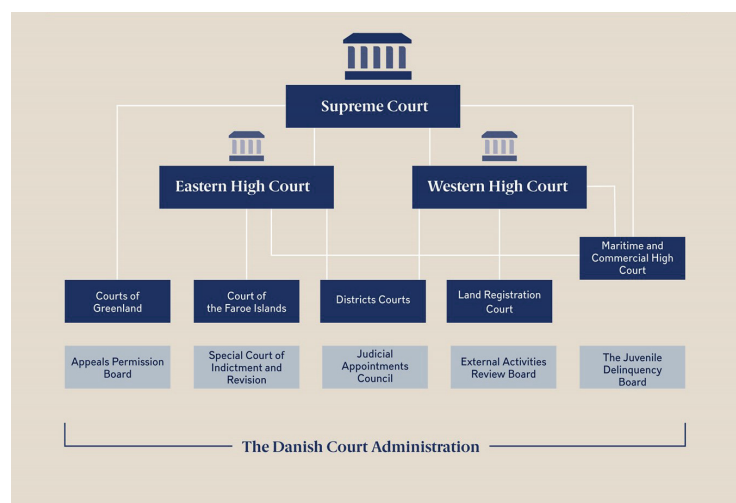 Supreme Court
Eastern High Court
Western High Court
Maritime and
Commercial High
Court
Courts of
Greenland
Court of
the Faroe Islands
Districts Courts
Land Registration
Court
Appeals Permission
Board
Special Court of
Indictment and
Revision
Judicial
Appointments
Council
External Activities
Review Board
The Juvenile
Delinquency
Board
The Danish Court Administration